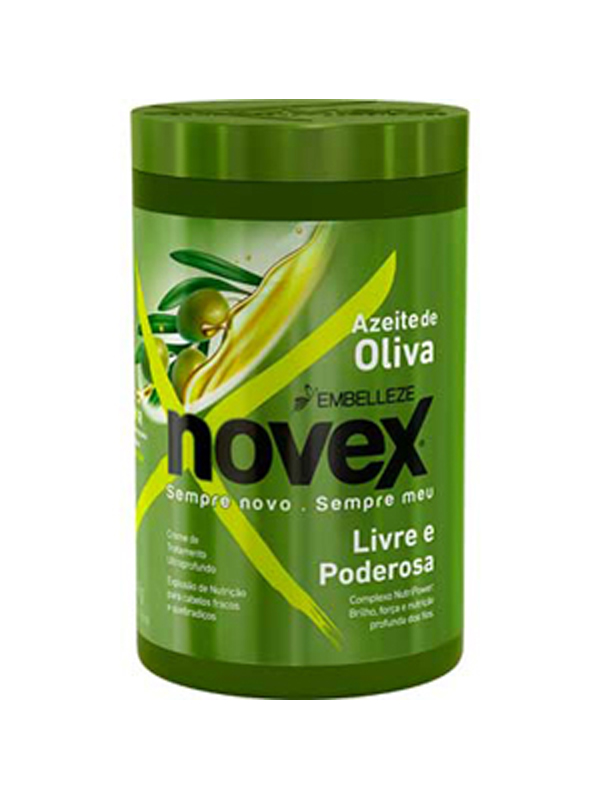 Azeite de
Oliva
EMBELLEZE
novex®
Sempre novo . Sempre meu
Creme de
Tratamento
Ultraprofundo
Explosão de Nutrição
para cabelos fracos
e quebradiços
Livre e
Poderosa
Complexo NutriPower:
Brilho, força e nutrição
profunda dos fios